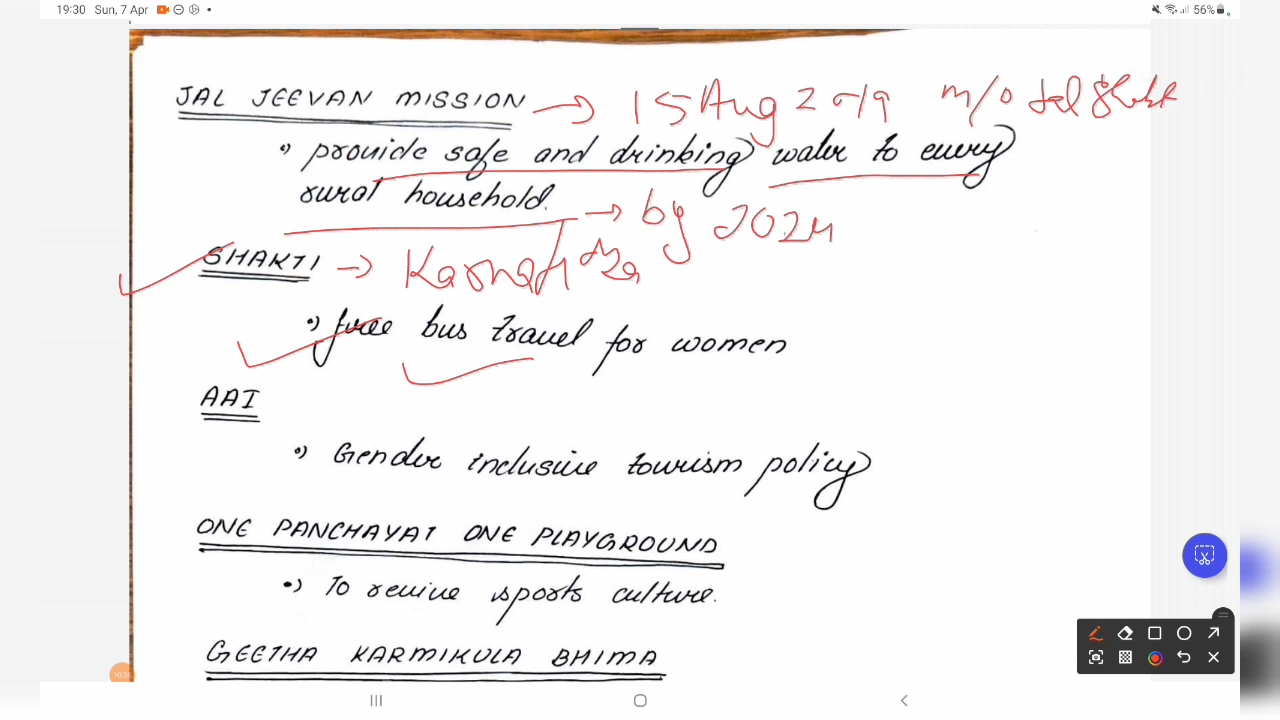 19:30 Sun, 7 Apr 56%
JAL JEEVAN MISSION → 15 Aug 2019 m/o Jal Shakt
•) provide safe and drinking water to every
rural household. → by 2024
SHAKTI → Karnataka
•) free bus travel for women
AAI
•) Gender inclusive tourism policy
ONE PANCHAYAT ONE PLAYGROUND
•) To revive sports culture.
GEETHA KARMIKULA BHIMA